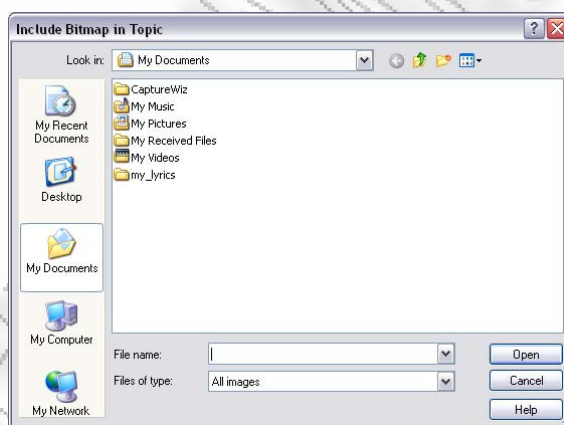 Include Bitmap in Topic
Look in: My Documents
My Recent
Documents
Desktop
My Documents
My Computer
My Network
CaptureWiz
My Music
My Pictures
My Received Files
My Videos
my_lyrics
File name:
Open
Files of type: All images
Cancel
Help